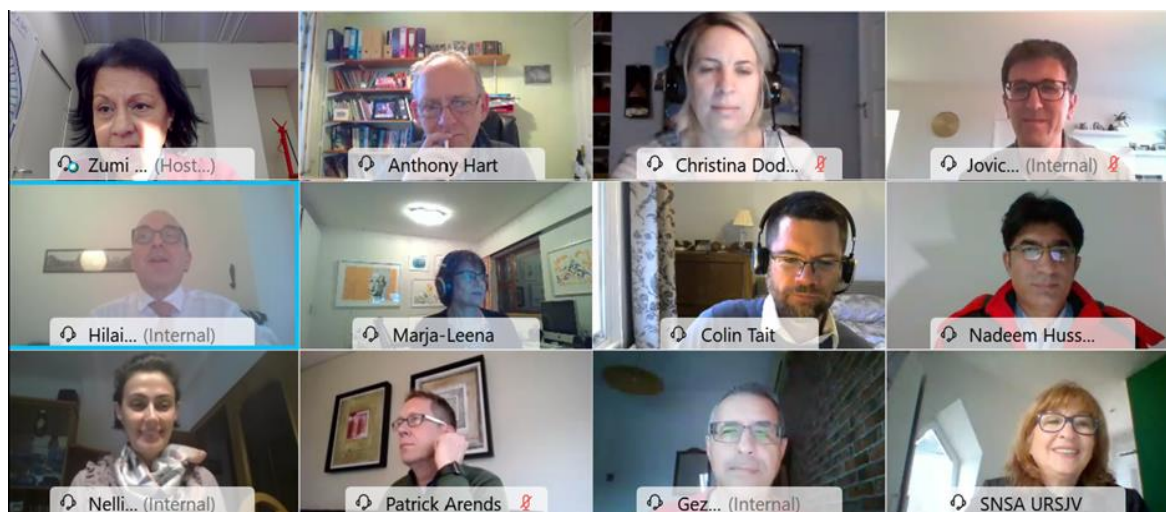 Zumi ... (Host...)
Anthony Hart
Christina Dod...
Jovic... (Internal)
Hilai... (Internal)
Marja-Leena
Colin Tait
Nadeem Huss...
Nelli... (Internal)
Patrick Arends
Gez... (Internal)
SNSA URSJV